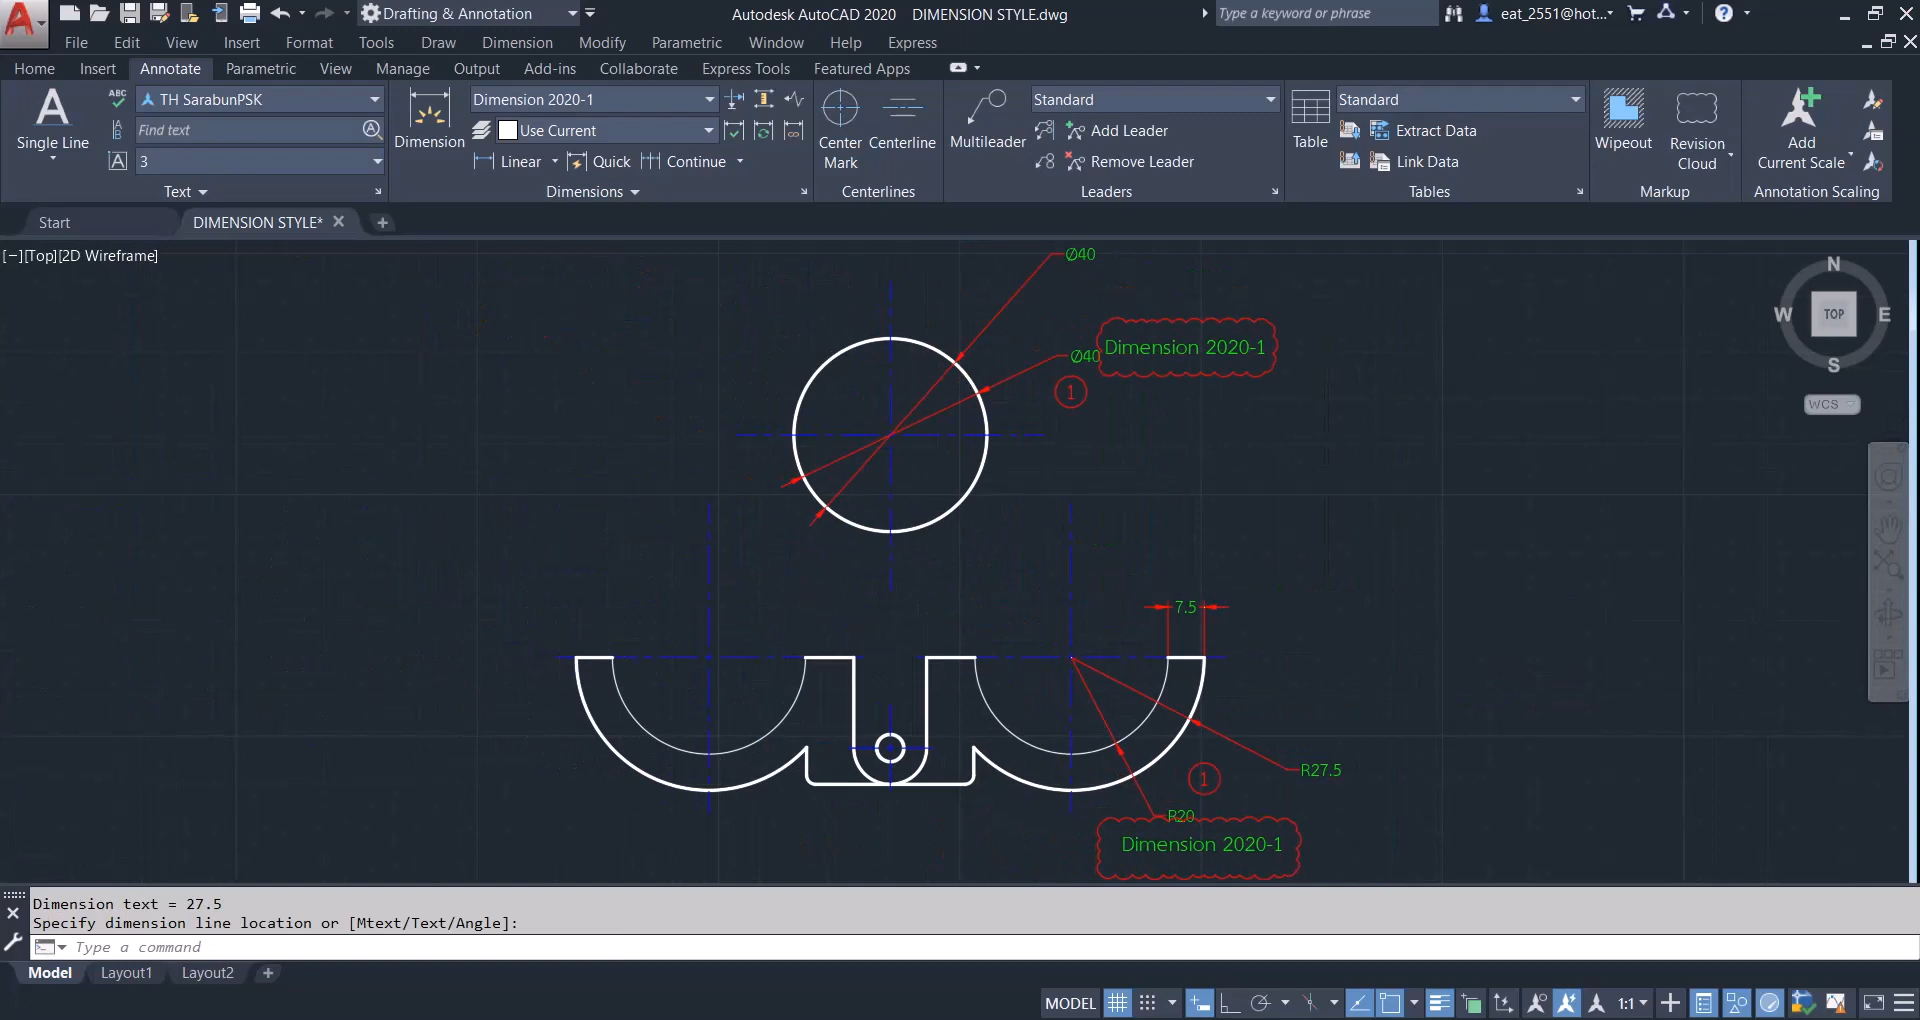 Drafting & Annotation
Autodesk AutoCAD 2020 DIMENSION STYLE.dwg
Type a keyword or phrase
eat_2551@hot...
File Edit View Insert Format Tools Draw Dimension Modify Parametric Window Help Express
Home Insert Annotate Parametric View Manage Output Add-ins Collaborate Express Tools Featured Apps
A
Single Line
ABC
TH SarabunPSK
Find text
3
Text
Dimension
Dimension 2020-1
Use Current
Linear Quick Continue
Dimensions
Center Mark
Centerline
Centerlines
Multileader
Standard
Add Leader
Remove Leader
Leaders
Table
Standard
Extract Data
Link Data
Tables
Wipeout
Revision Cloud
Markup
Add Current Scale
Annotation Scaling
Start
DIMENSION STYLE*
[−][Top][2D Wireframe]
Ø40
Ø40
Dimension 2020-1
1
N
W TOP E
S
WCS
7.5
R27.5
1
R20
Dimension 2020-1
Dimension text = 27.5
Specify dimension line location or [Mtext/Text/Angle]:
Type a command
Model Layout1 Layout2
MODEL
1:1